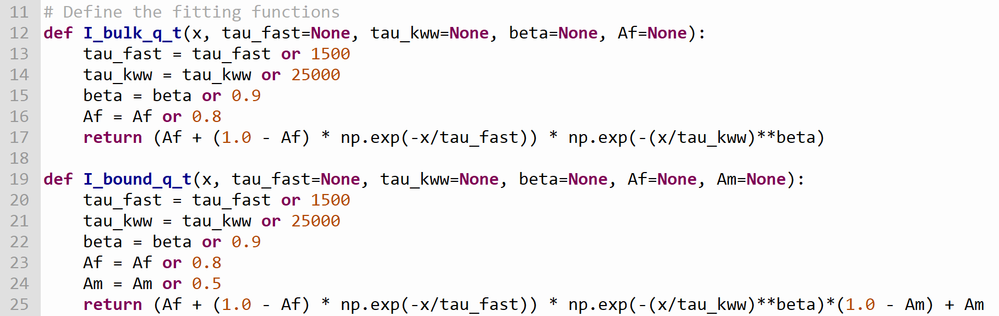 11 # Define the fitting functions
12 def I_bulk_q_t(x, tau_fast=None, tau_kww=None, beta=None, Af=None):
13     tau_fast = tau_fast or 1500
14     tau_kww = tau_kww or 25000
15     beta = beta or 0.9
16     Af = Af or 0.8
17     return (Af + (1.0 - Af) * np.exp(-x/tau_fast)) * np.exp(-(x/tau_kww)**beta)
18
19 def I_bound_q_t(x, tau_fast=None, tau_kww=None, beta=None, Af=None, Am=None):
20     tau_fast = tau_fast or 1500
21     tau_kww = tau_kww or 25000
22     beta = beta or 0.9
23     Af = Af or 0.8
24     Am = Am or 0.5
25     return (Af + (1.0 - Af) * np.exp(-x/tau_fast)) * np.exp(-(x/tau_kww)**beta)*(1.0 - Am) + Am